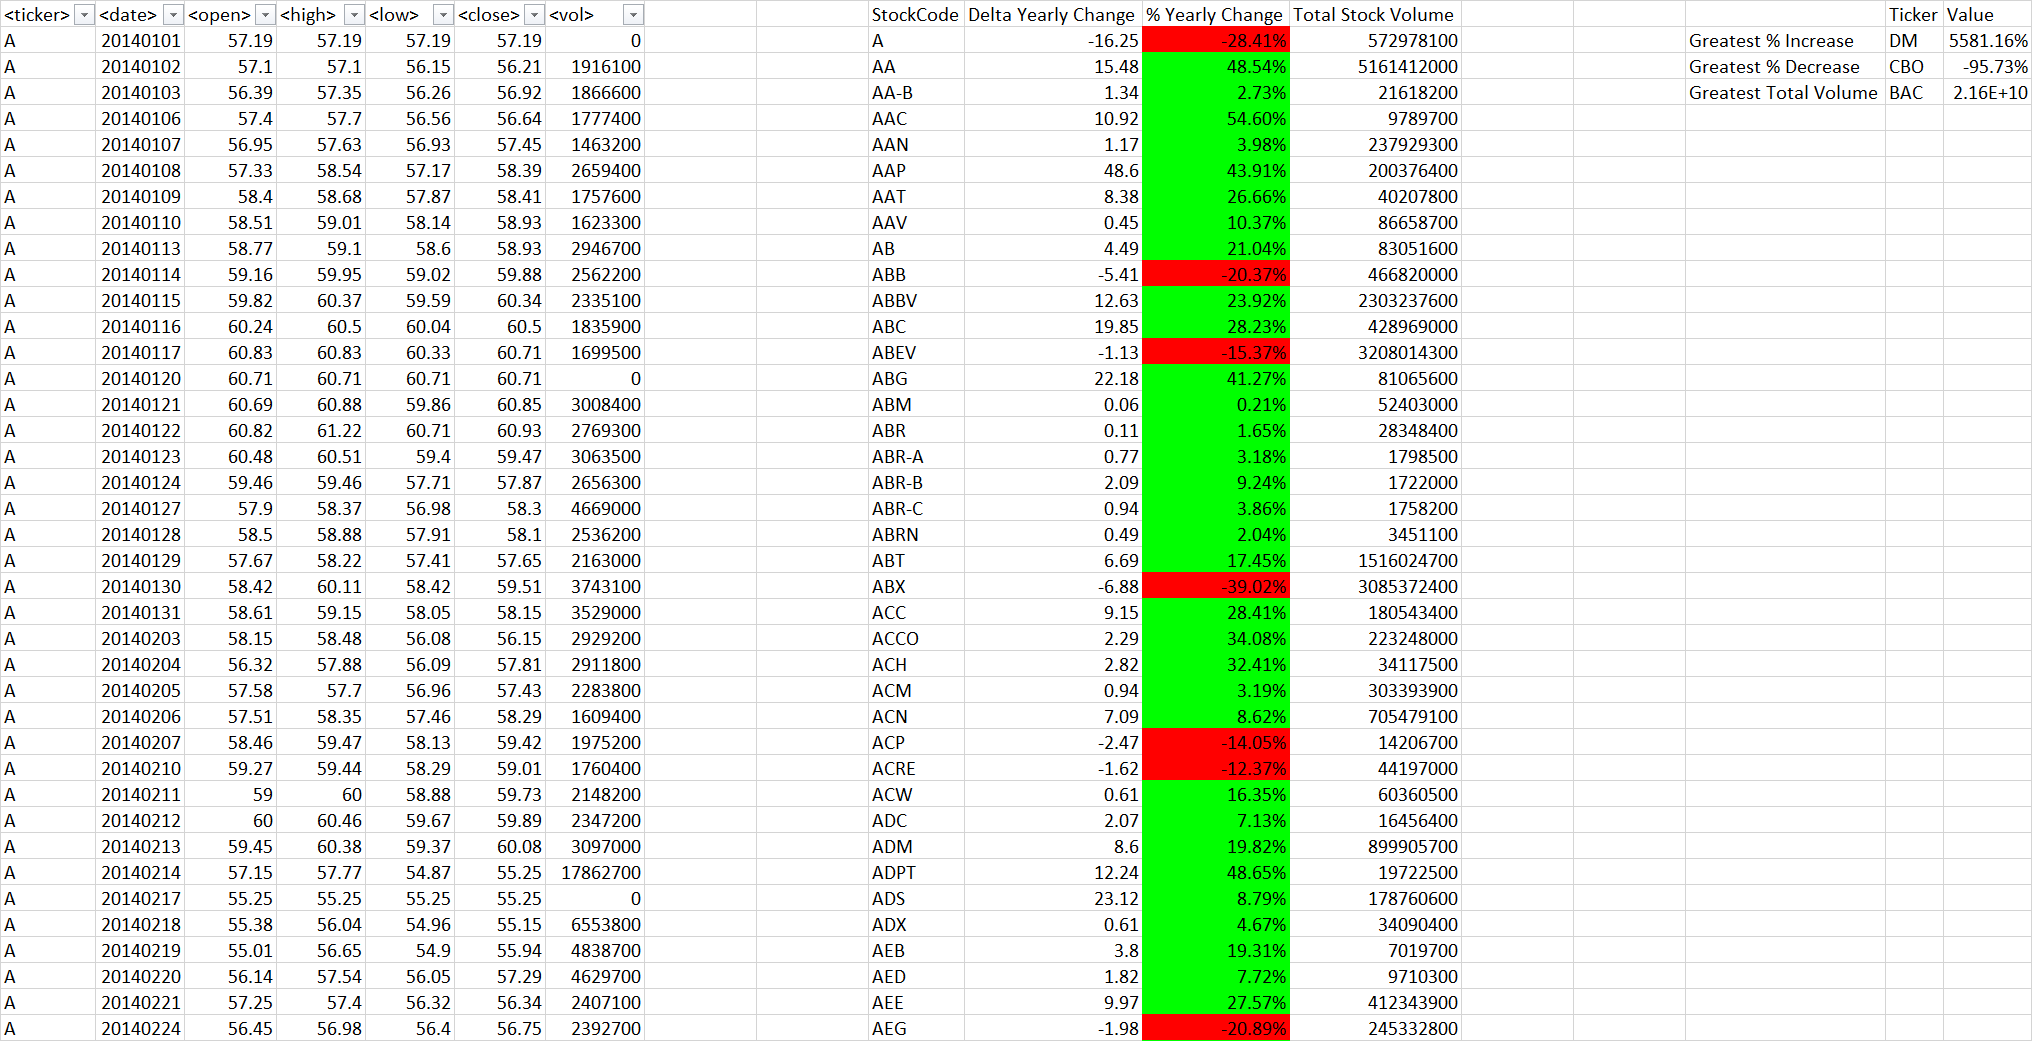 <ticker> <date> <open> <high> <low> <close> <vol> StockCode Delta Yearly Change % Yearly Change Total Stock Volume Ticker Value
A 20140101 57.19 57.19 57.19 57.19 0 A -16.25 -28.41% 572978100 Greatest % Increase DM 5581.16%
A 20140102 57.1 57.1 56.15 56.21 1916100 AA 15.48 48.54% 5161412000 Greatest % Decrease CBO -95.73%
A 20140103 56.39 57.35 56.26 56.92 1866600 AA-B 1.34 2.73% 21618200 Greatest Total Volume BAC 2.16E+10
A 20140106 57.4 57.7 56.56 56.64 1777400 AAC 10.92 54.60% 9789700
A 20140107 56.95 57.63 56.93 57.45 1463200 AAN 1.17 3.98% 237929300
A 20140108 57.33 58.54 57.17 58.39 2659400 AAP 48.6 43.91% 200376400
A 20140109 58.4 58.68 57.87 58.41 1757600 AAT 8.38 26.66% 40207800
A 20140110 58.51 59.01 58.14 58.93 1623300 AAV 0.45 10.37% 86658700
A 20140113 58.77 59.1 58.6 58.93 2946700 AB 4.49 21.04% 83051600
A 20140114 59.16 59.95 59.02 59.88 2562200 ABB -5.41 -20.37% 466820000
A 20140115 59.82 60.37 59.59 60.34 2335100 ABBV 12.63 23.92% 2303237600
A 20140116 60.24 60.5 60.04 60.5 1835900 ABC 19.85 28.23% 428969000
A 20140117 60.83 60.83 60.33 60.71 1699500 ABEV -1.13 -15.37% 3208014300
A 20140120 60.71 60.71 60.71 60.71 0 ABG 22.18 41.27% 81065600
A 20140121 60.69 60.88 59.86 60.85 3008400 ABM 0.06 0.21% 52403000
A 20140122 60.82 61.22 60.71 60.93 2769300 ABR 0.11 1.65% 28348400
A 20140123 60.48 60.51 59.4 59.47 3063500 ABR-A 0.77 3.18% 1798500
A 20140124 59.46 59.46 57.71 57.87 2656300 ABR-B 2.09 9.24% 1722000
A 20140127 57.9 58.37 56.98 58.3 4669000 ABR-C 0.94 3.86% 1758200
A 20140128 58.5 58.88 57.91 58.1 2536200 ABRN 0.49 2.04% 3451100
A 20140129 57.67 58.22 57.41 57.65 2163000 ABT 6.69 17.45% 1516024700
A 20140130 58.42 60.11 58.42 59.51 3743100 ABX -6.88 -39.02% 3085372400
A 20140131 58.61 59.15 58.05 58.15 3529000 ACC 9.15 28.41% 180543400
A 20140203 58.15 58.48 56.08 56.15 2929200 ACCO 2.29 34.08% 223248000
A 20140204 56.32 57.88 56.09 57.81 2911800 ACH 2.82 32.41% 34117500
A 20140205 57.58 57.7 56.96 57.43 2283800 ACM 0.94 3.19% 303393900
A 20140206 57.51 58.35 57.46 58.29 1609400 ACN 7.09 8.62% 705479100
A 20140207 58.46 59.47 58.13 59.42 1975200 ACP -2.47 -14.05% 14206700
A 20140210 59.27 59.44 58.29 59.01 1760400 ACRE -1.62 -12.37% 44197000
A 20140211 59 60 58.88 59.73 2148200 ACW 0.61 16.35% 60360500
A 20140212 60 60.46 59.67 59.89 2347200 ADC 2.07 7.13% 16456400
A 20140213 59.45 60.38 59.37 60.08 3097000 ADM 8.6 19.82% 899905700
A 20140214 57.15 57.77 54.87 55.25 17862700 ADPT 12.24 48.65% 19722500
A 20140217 55.25 55.25 55.25 55.25 0 ADS 23.12 8.79% 178760600
A 20140218 55.38 56.04 54.96 55.15 6553800 ADX 0.61 4.67% 34090400
A 20140219 55.01 56.65 54.9 55.94 4838700 AEB 3.8 19.31% 7019700
A 20140220 56.14 57.54 56.05 57.29 4629700 AED 1.82 7.72% 9710300
A 20140221 57.25 57.4 56.32 56.34 2407100 AEE 9.97 27.57% 412343900
A 20140224 56.45 56.98 56.4 56.75 2392700 AEG -1.98 -20.89% 245332800